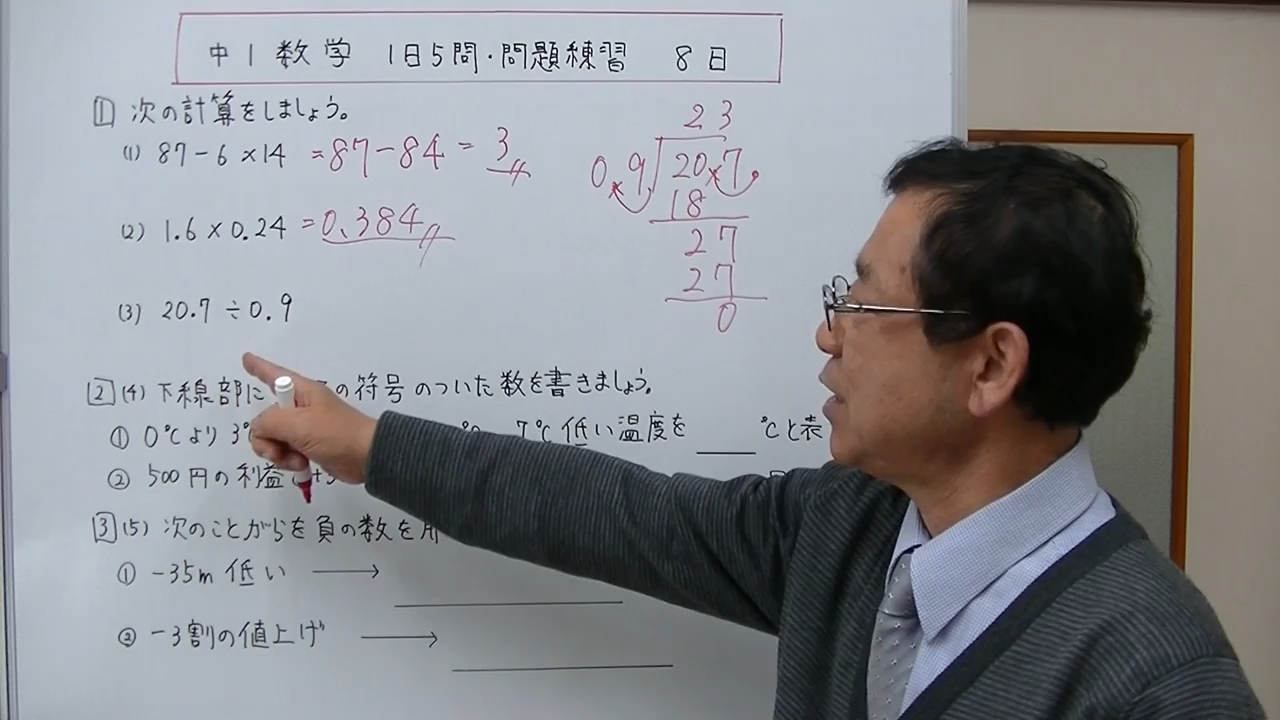 中1数学 1日5問・問題練習 8日
1 次の計算をしましょう。
(1) 87-6×14 =87-84=3
(2) 1.6×0.24 =0.384
(3) 20.7÷0.9
23
0.9 20.7
18
27
27
0
2 (4) 下線部に の符号のついた数を書きましょう。
① 0℃より3° 7℃低い温度を ℃と表
② 500円の利益
3 (5) 次のことがらを負の数を用
① -35m 低い →
② -3割の値上げ →